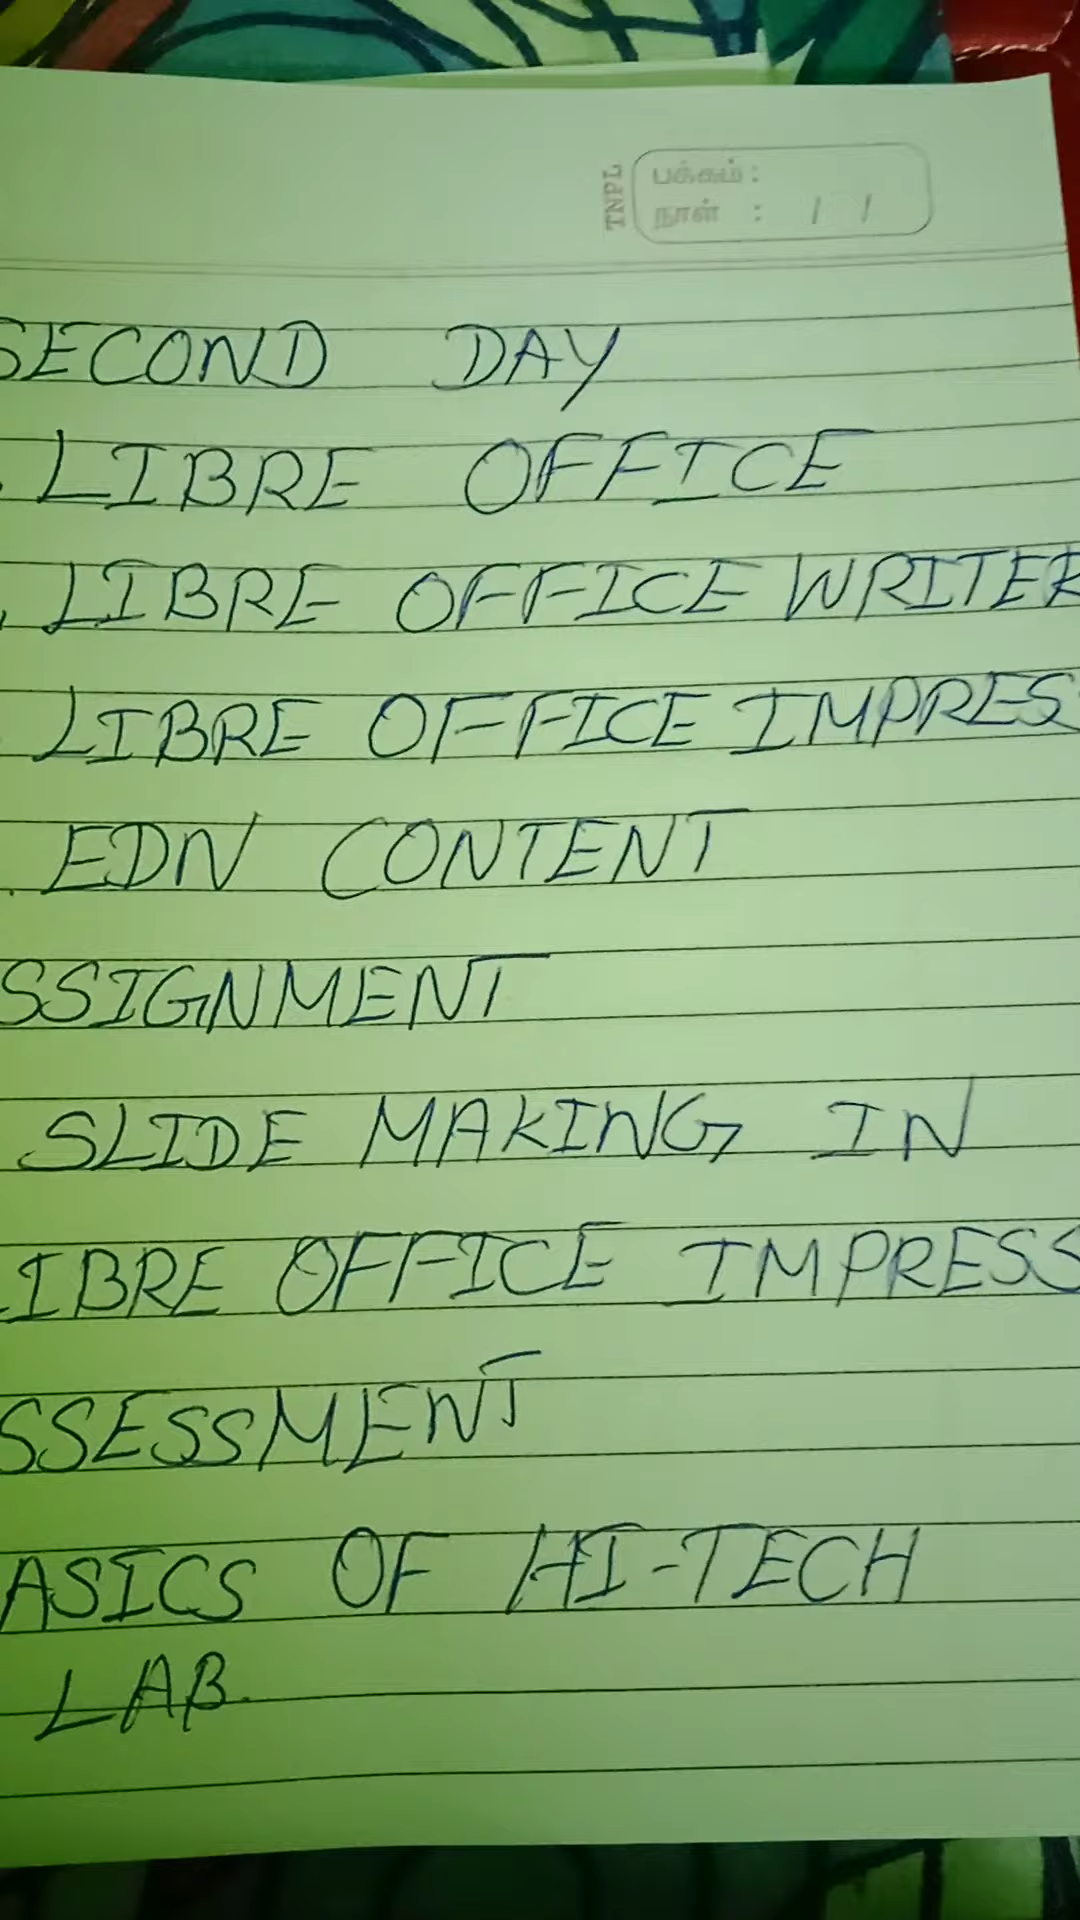 TNPL
பக்கம் :
நாள் : / /
SECOND DAY
LIBRE OFFICE
LIBRE OFFICE WRITER
LIBRE OFFICE IMPRES
EDN CONTENT
SSIGNMENT
SLIDE MAKING IN
IBRE OFFICE IMPRESS
SSESSMENT
ASICS OF HI-TECH
LAB.